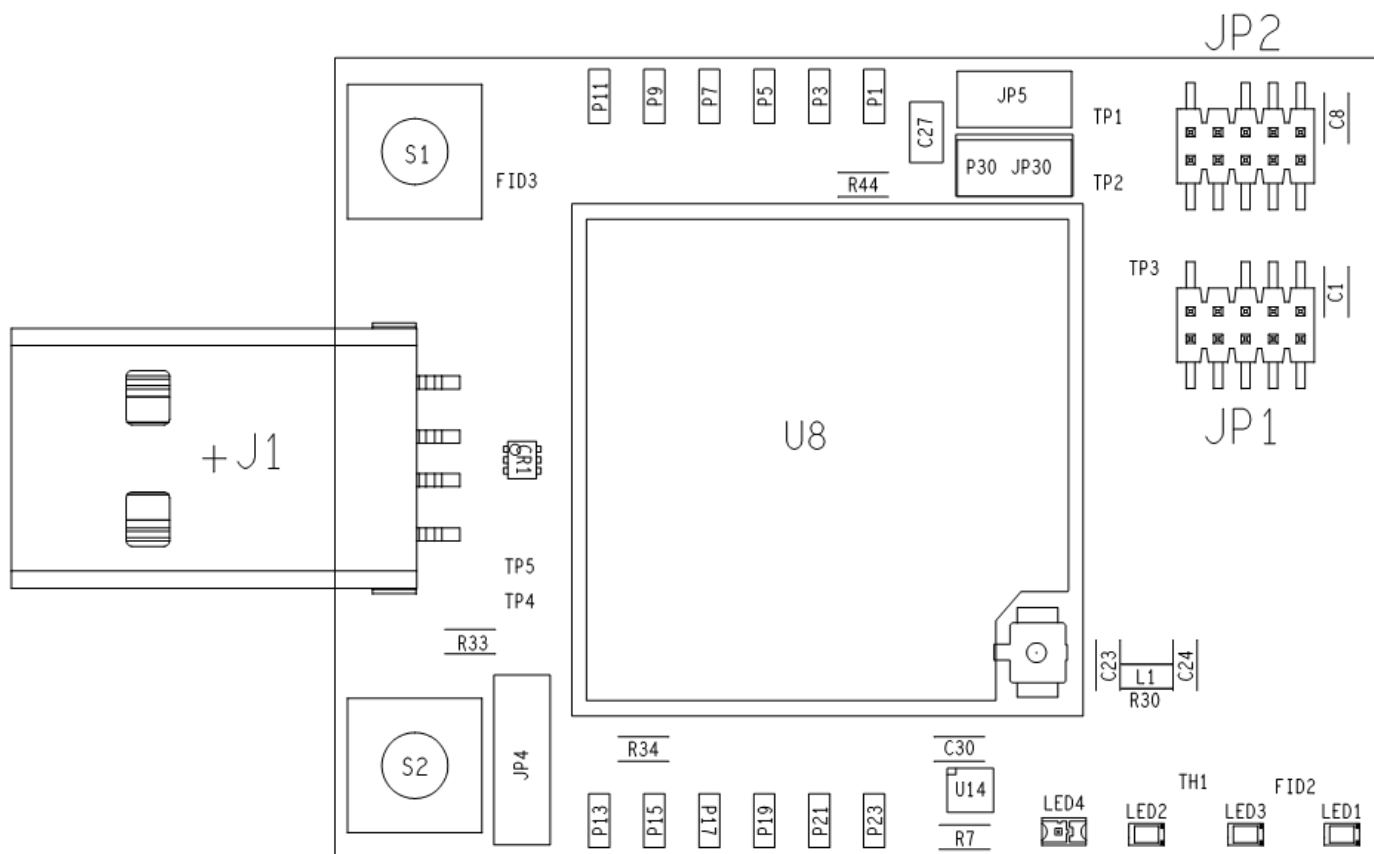 JP2
P11 P9 P7 P5 P3 P1
JP5
C27
TP1
C8
S1
FID3
R44
P30 JP30
TP2
TP3
C1
+J1
CR1
U8
JP1
TP5
TP4
R33
C23
L1
C24
R30
S2
JP4
R34
C30
U14
R7
P13 P15 P17 P19 P21 P23
TH1
FID2
LED4
LED2
LED3
LED1